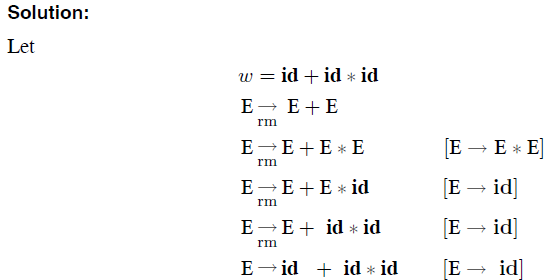 Solution:
Let
w = id + id ∗ id
E → E + E
rm
E → E + E ∗ E [E → E ∗ E]
rm
E → E + E ∗ id [E → id]
rm
E → E + id ∗ id [E → id]
rm
E → id + id ∗ id [E → id]